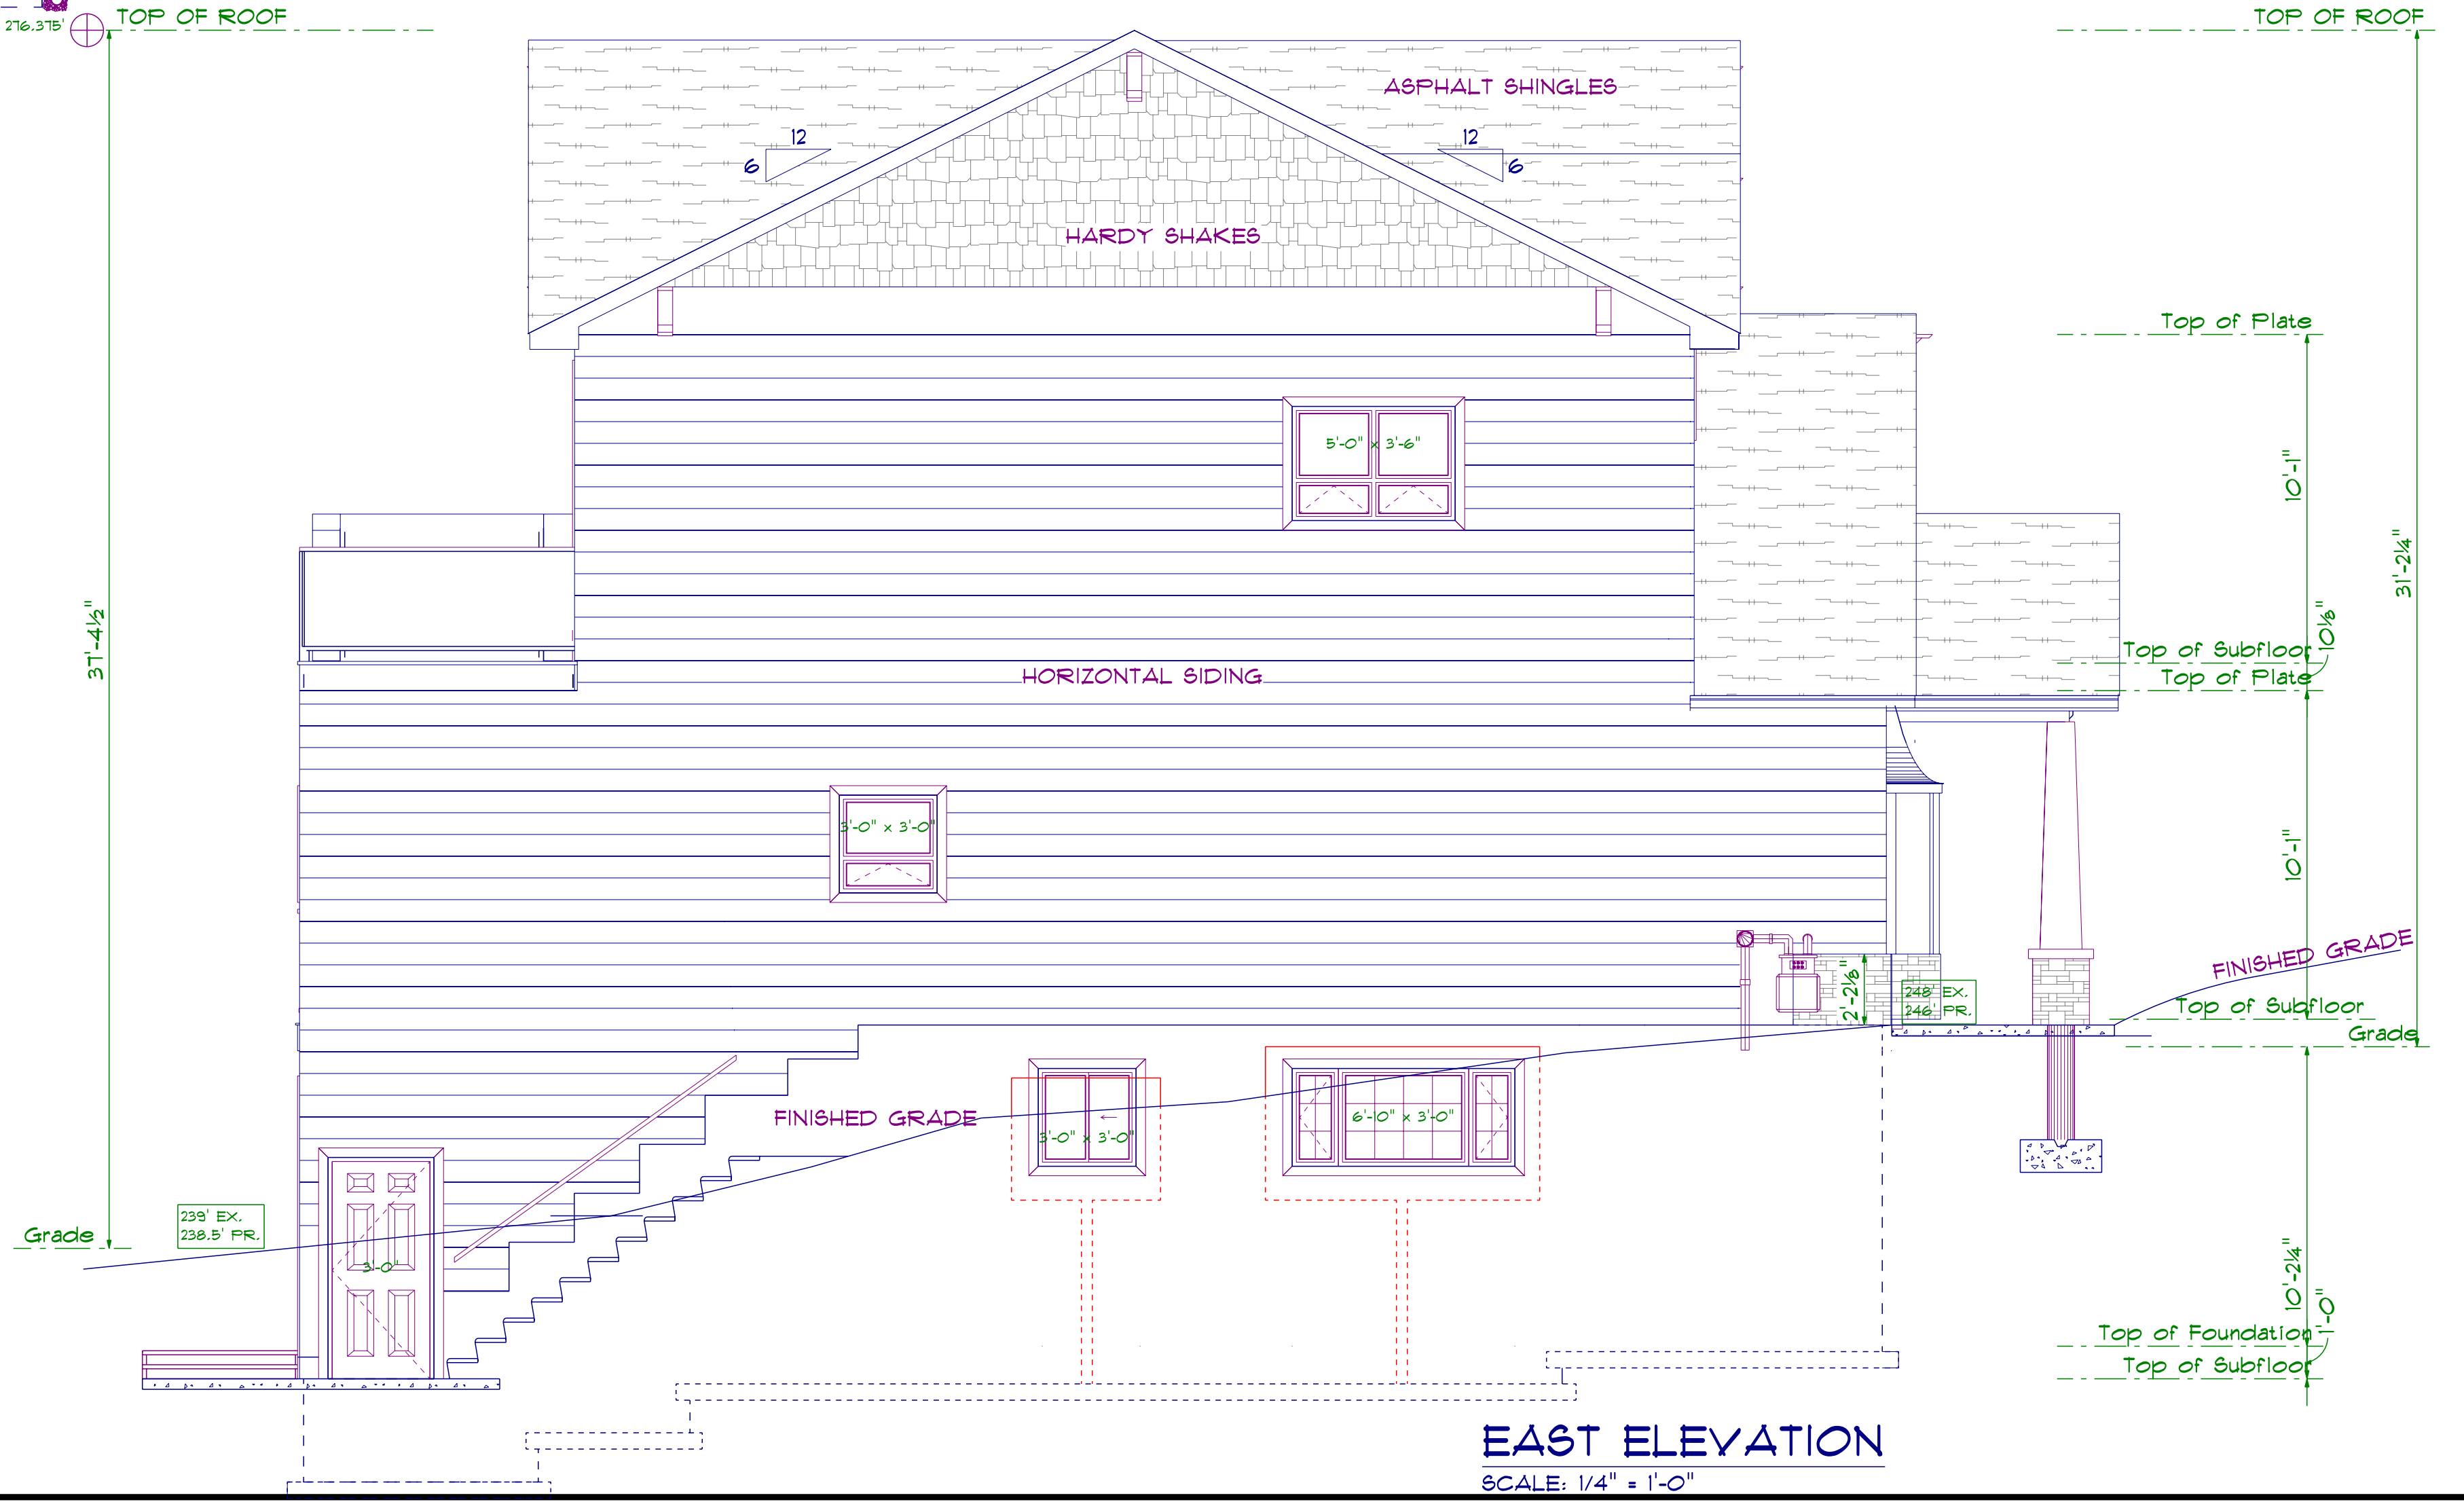 TOP OF ROOF
276.375'
TOP OF ROOF
ASPHALT SHINGLES
12
6
12
6
HARDY SHAKES
Top of Plate
5'-0" x 3'-6"
10'-1"
31'-2¼"
37'-4½"
10⅛"
Top of Subfloor
Top of Plate
HORIZONTAL SIDING
3'-0" x 3'-0"
10'-1"
FINISHED GRADE
2'-2⅛"
248' EX.
246' PR.
Top of Subfloor
Grade
FINISHED GRADE
3'-0" x 3'-0"
6'-10" x 3'-0"
239' EX.
238.5' PR.
Grade
3'-0"
10'-2¼"
1'-0"
Top of Foundation
Top of Subfloor
EAST ELEVATION
SCALE: 1/4" = 1'-0"